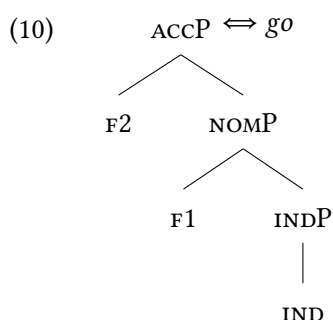 (10) ACCP ⇔ go
F2 NOMP
F1 INDP
IND